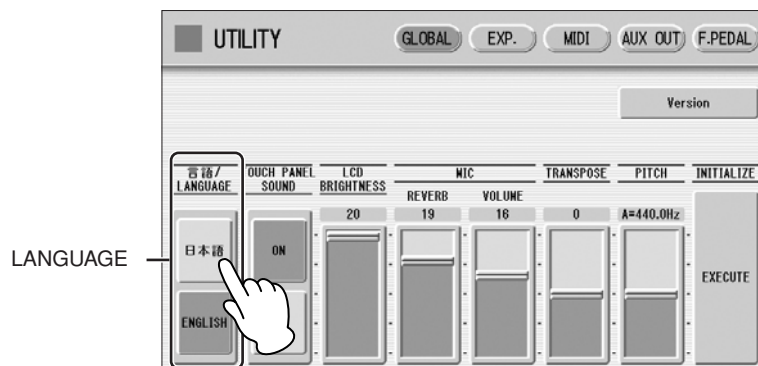 UTILITY
GLOBAL
EXP.
MIDI
AUX OUT
F.PEDAL
Version
言語/
LANGUAGE
OUCH PANEL
SOUND
LCD
BRIGHTNESS
MIC
TRANSPOSE
PITCH
INITIALIZE
REVERB
VOLUME
20
19
16
0
A=440.0Hz
LANGUAGE
日本語
ON
ENGLISH
EXECUTE